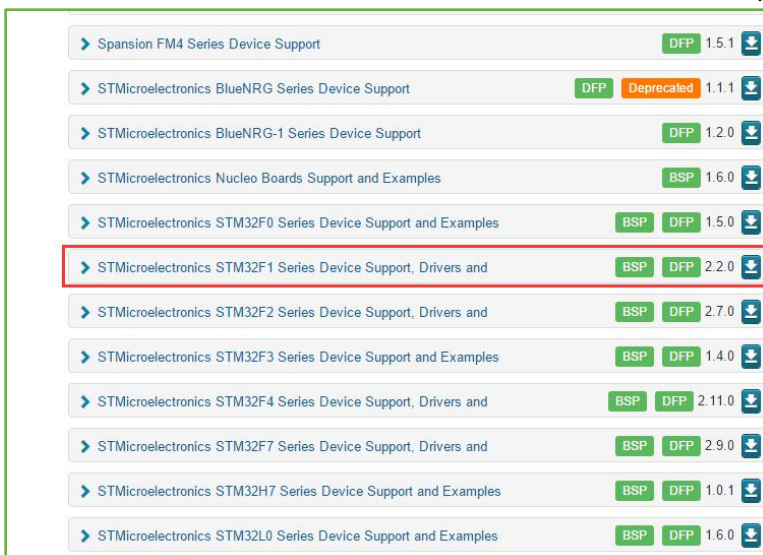 Spansion FM4 Series Device Support DFP 1.5.1
STMicroelectronics BlueNRG Series Device Support DFP Deprecated 1.1.1
STMicroelectronics BlueNRG-1 Series Device Support DFP 1.2.0
STMicroelectronics Nucleo Boards Support and Examples BSP 1.6.0
STMicroelectronics STM32F0 Series Device Support and Examples BSP DFP 1.5.0
STMicroelectronics STM32F1 Series Device Support, Drivers and BSP DFP 2.2.0
STMicroelectronics STM32F2 Series Device Support, Drivers and BSP DFP 2.7.0
STMicroelectronics STM32F3 Series Device Support and Examples BSP DFP 1.4.0
STMicroelectronics STM32F4 Series Device Support, Drivers and BSP DFP 2.11.0
STMicroelectronics STM32F7 Series Device Support, Drivers and BSP DFP 2.9.0
STMicroelectronics STM32H7 Series Device Support and Examples BSP DFP 1.0.1
STMicroelectronics STM32L0 Series Device Support and Examples BSP DFP 1.6.0